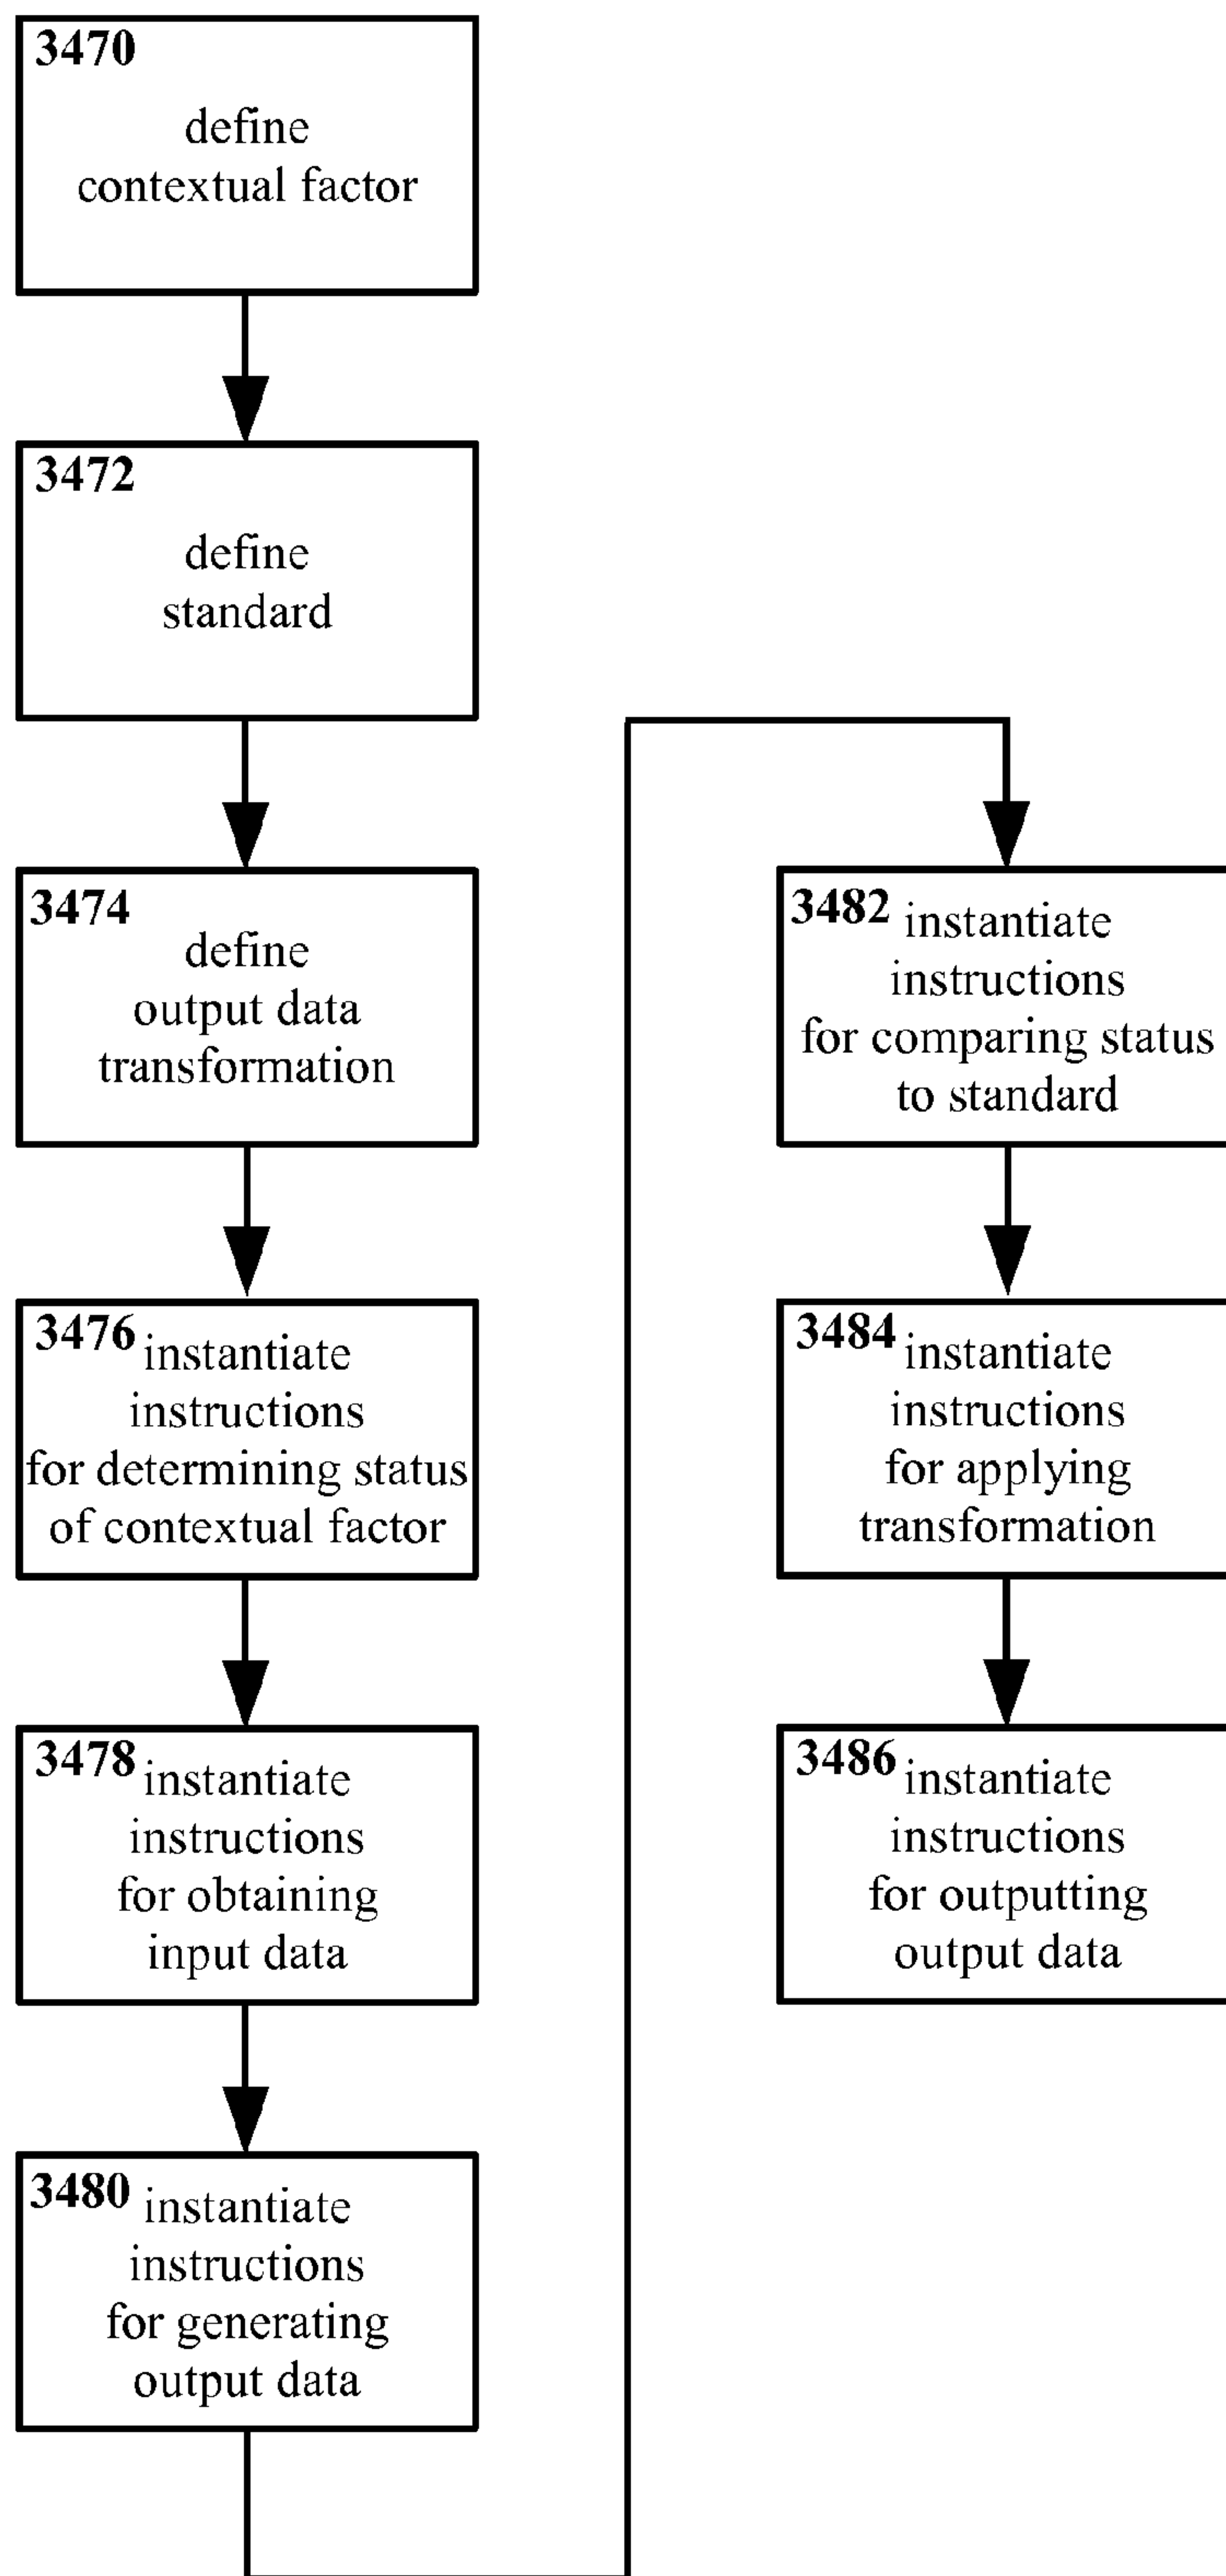 3470
define
contextual factor
3472
define
standard
3474
define
output data
transformation
3476 instantiate
instructions
for determining status
of contextual factor
3478 instantiate
instructions
for obtaining
input data
3480 instantiate
instructions
for generating
output data
3482 instantiate
instructions
for comparing status
to standard
3484 instantiate
instructions
for applying
transformation
3486 instantiate
instructions
for outputting
output data